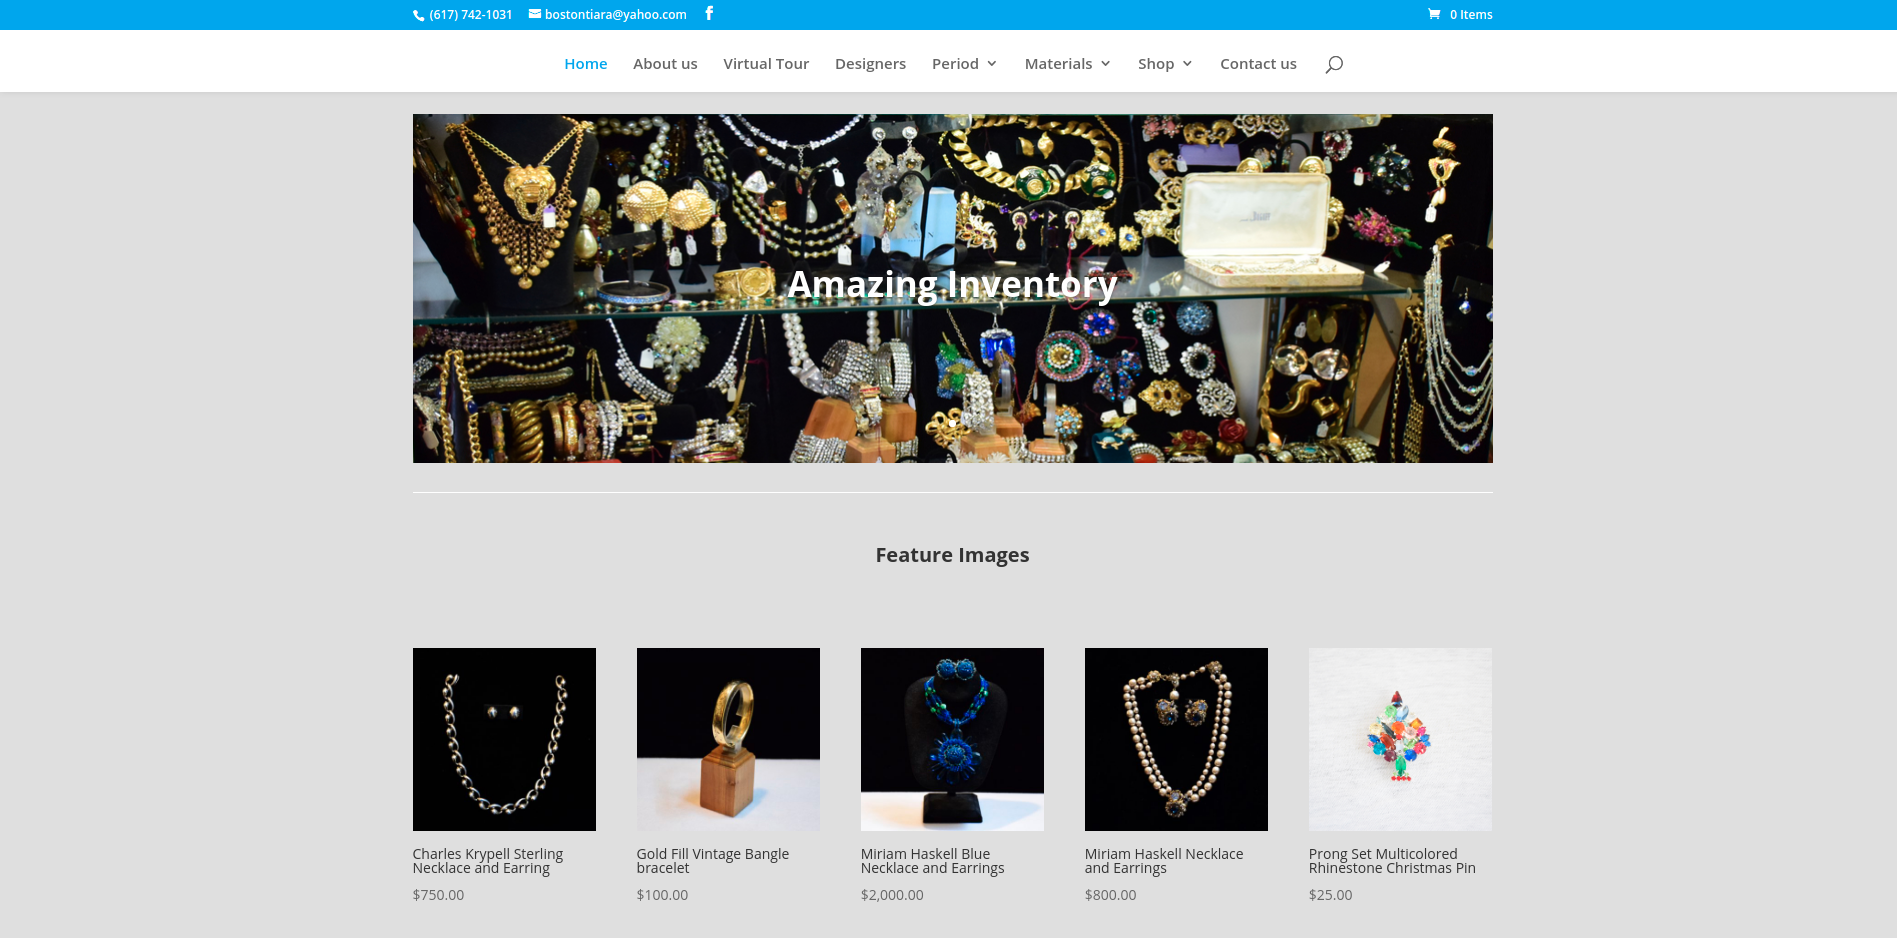 (617) 742-1031
bostontiara@yahoo.com
0 Items
Home
About us
Virtual Tour
Designers
Period
Materials
Shop
Contact us
Amazing Inventory
Feature Images
Charles Krypell Sterling
Necklace and Earring
$750.00
Gold Fill Vintage Bangle
bracelet
$100.00
Miriam Haskell Blue
Necklace and Earrings
$2,000.00
Miriam Haskell Necklace
and Earrings
$800.00
Prong Set Multicolored
Rhinestone Christmas Pin
$25.00